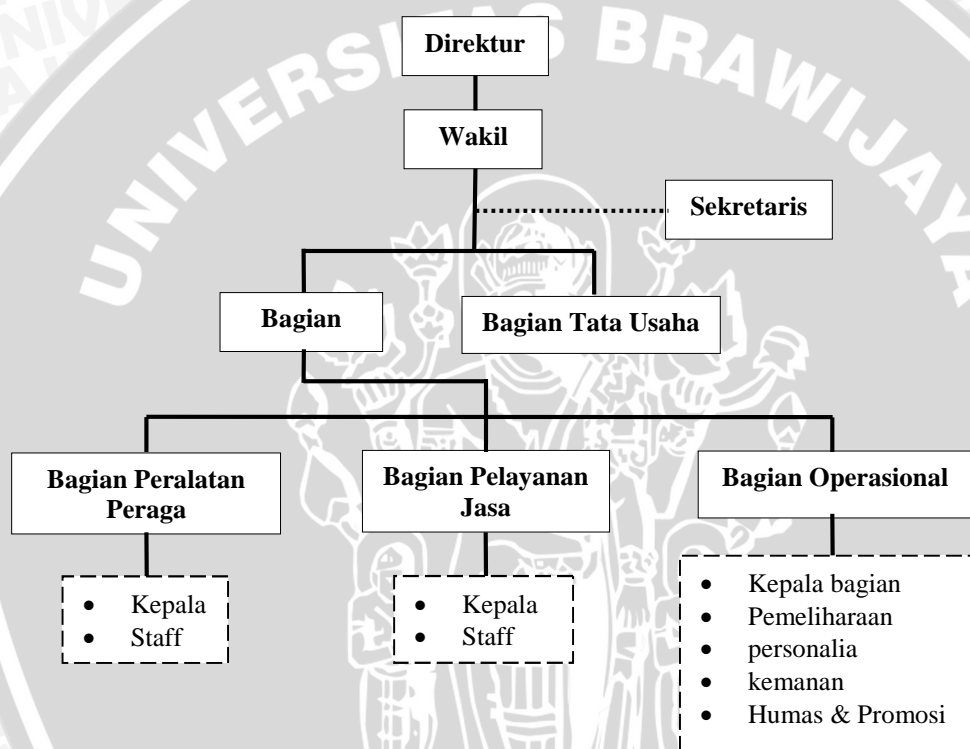 UNIVERSITAS BRAWIJAYA
Direktur
Wakil
Sekretaris
Bagian
Bagian Tata Usaha
Bagian Peralatan
Peraga
Bagian Pelayanan
Jasa
Bagian Operasional
• Kepala
• Staff
• Kepala
• Staff
• Kepala bagian
• Pemeliharaan
• personalia
• kemanan
• Humas & Promosi